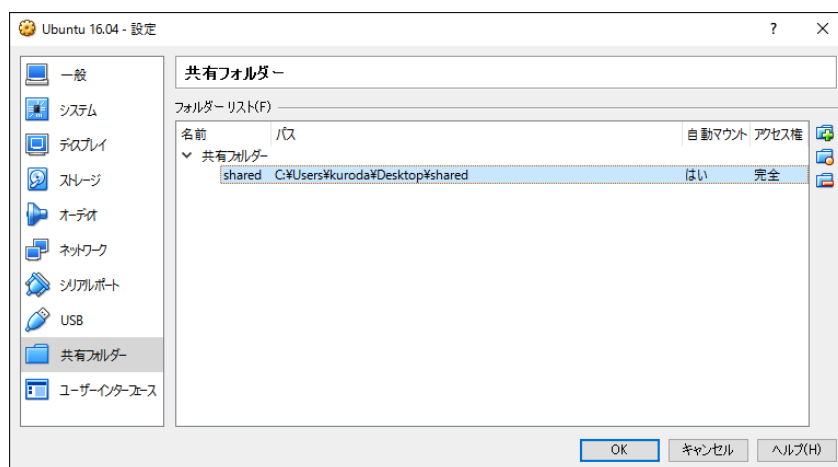 Ubuntu 16.04 - 設定
?
×
一般
システム
ディスプレイ
ストレージ
オーディオ
ネットワーク
シリアルポート
USB
共有フォルダー
ユーザーインターフェース
共有フォルダー
フォルダーリスト(F)
名前 パス 自動マウント アクセス権
共有フォルダー
shared C:¥Users¥kuroda¥Desktop¥shared はい 完全
OK キャンセル ヘルプ(H)